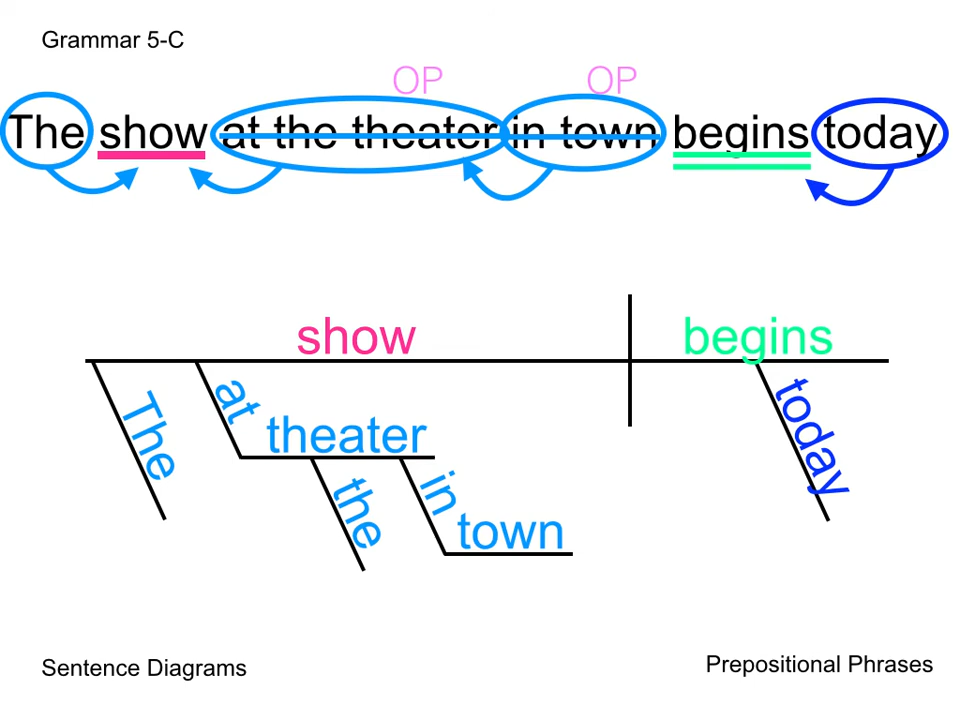 Grammar 5-C
OP OP
The show at the theater in town begins today
show begins
The at theater the in town today
Sentence Diagrams
Prepositional Phrases